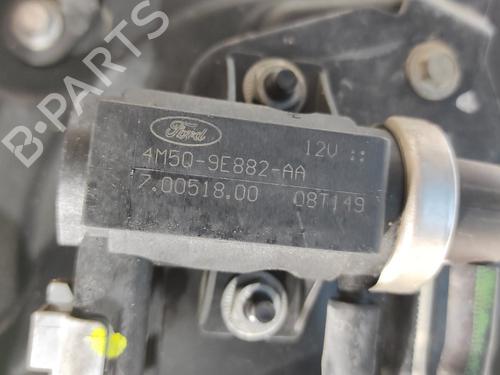 B-PARTS
Ford
12V ::
4M5Q-9E882-AA
7.00518.00 08T149